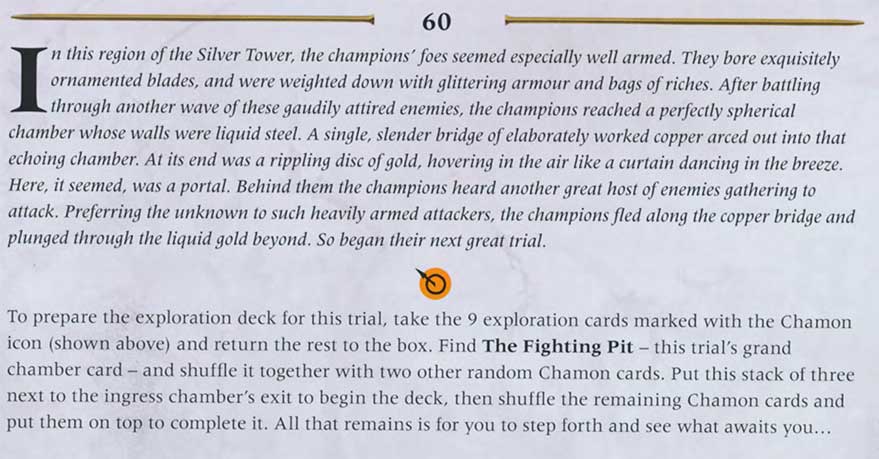 60
In this region of the Silver Tower, the champions' foes seemed especially well armed. They bore exquisitely
ornamented blades, and were weighted down with glittering armour and bags of riches. After battling
through another wave of these gaudily attired enemies, the champions reached a perfectly spherical
chamber whose walls were liquid steel. A single, slender bridge of elaborately worked copper arced out into that
echoing chamber. At its end was a rippling disc of gold, hovering in the air like a curtain dancing in the breeze.
Here, it seemed, was a portal. Behind them the champions heard another great host of enemies gathering to
attack. Preferring the unknown to such heavily armed attackers, the champions fled along the copper bridge and
plunged through the liquid gold beyond. So began their next great trial.
To prepare the exploration deck for this trial, take the 9 exploration cards marked with the Chamon
icon (shown above) and return the rest to the box. Find The Fighting Pit – this trial's grand
chamber card – and shuffle it together with two other random Chamon cards. Put this stack of three
next to the ingress chamber's exit to begin the deck, then shuffle the remaining Chamon cards and
put them on top to complete it. All that remains is for you to step forth and see what awaits you...